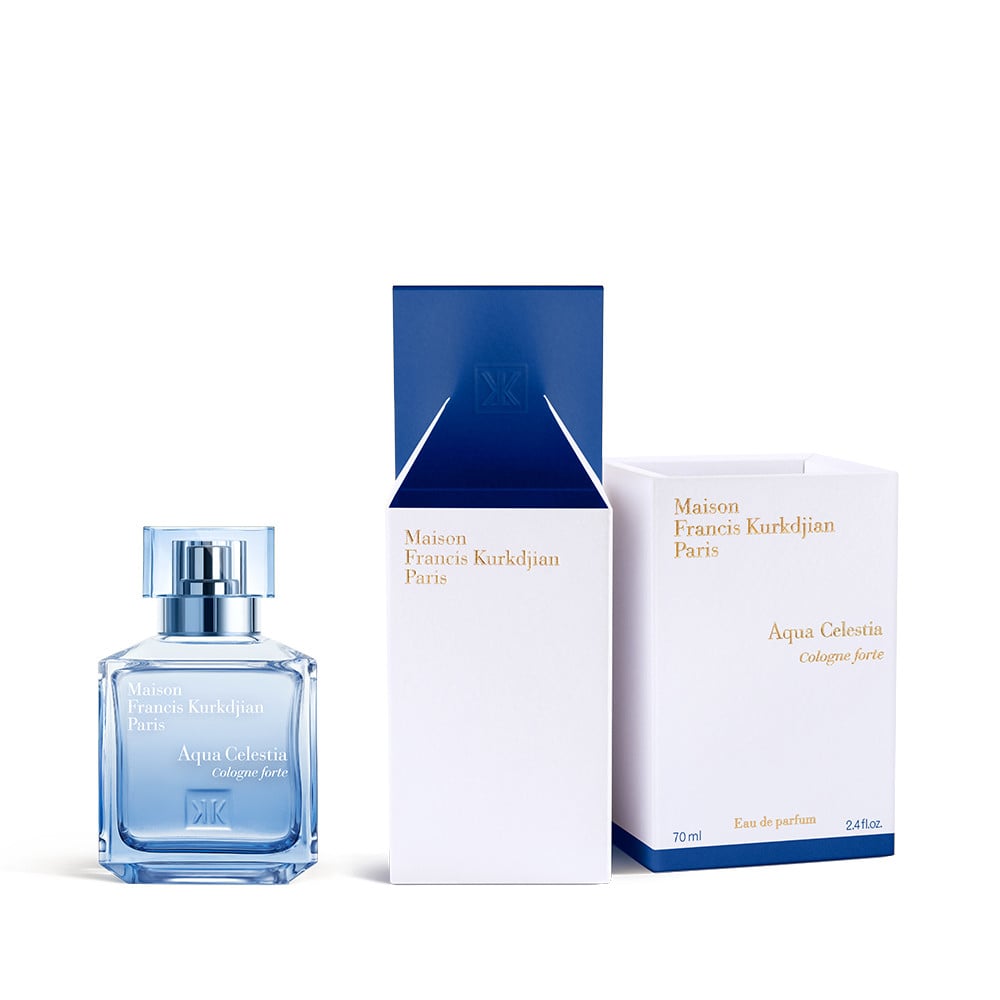 Maison
Francis Kurkdjian
Paris
Aqua Celestia
Cologne forte
Maison
Francis Kurkdjian
Paris
Maison
Francis Kurkdjian
Paris
Aqua Celestia
Cologne forte
70 ml
Eau de parfum
2.4 fl.oz.